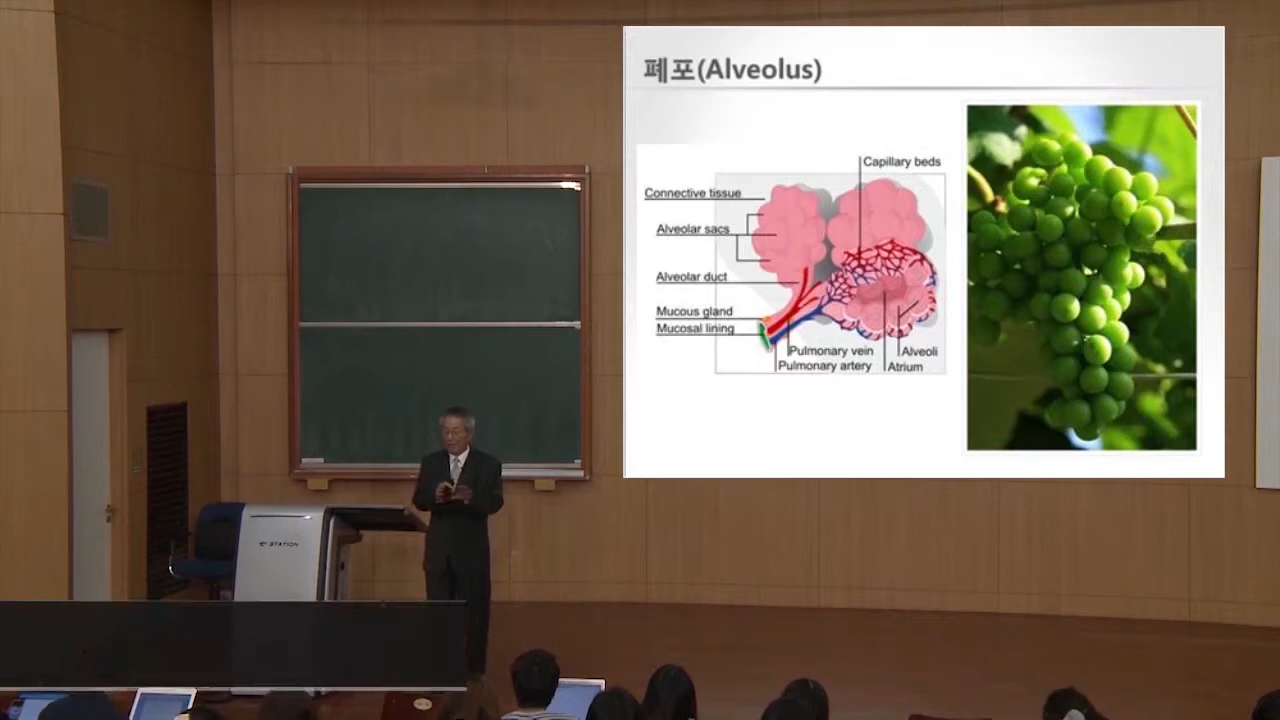 폐포(Alveolus)
Capillary beds
Connective tissue
Alveolar sacs
Alveolar duct
Mucous gland
Mucosal lining
Pulmonary vein
Alveoli
Pulmonary artery
Atrium
STATION